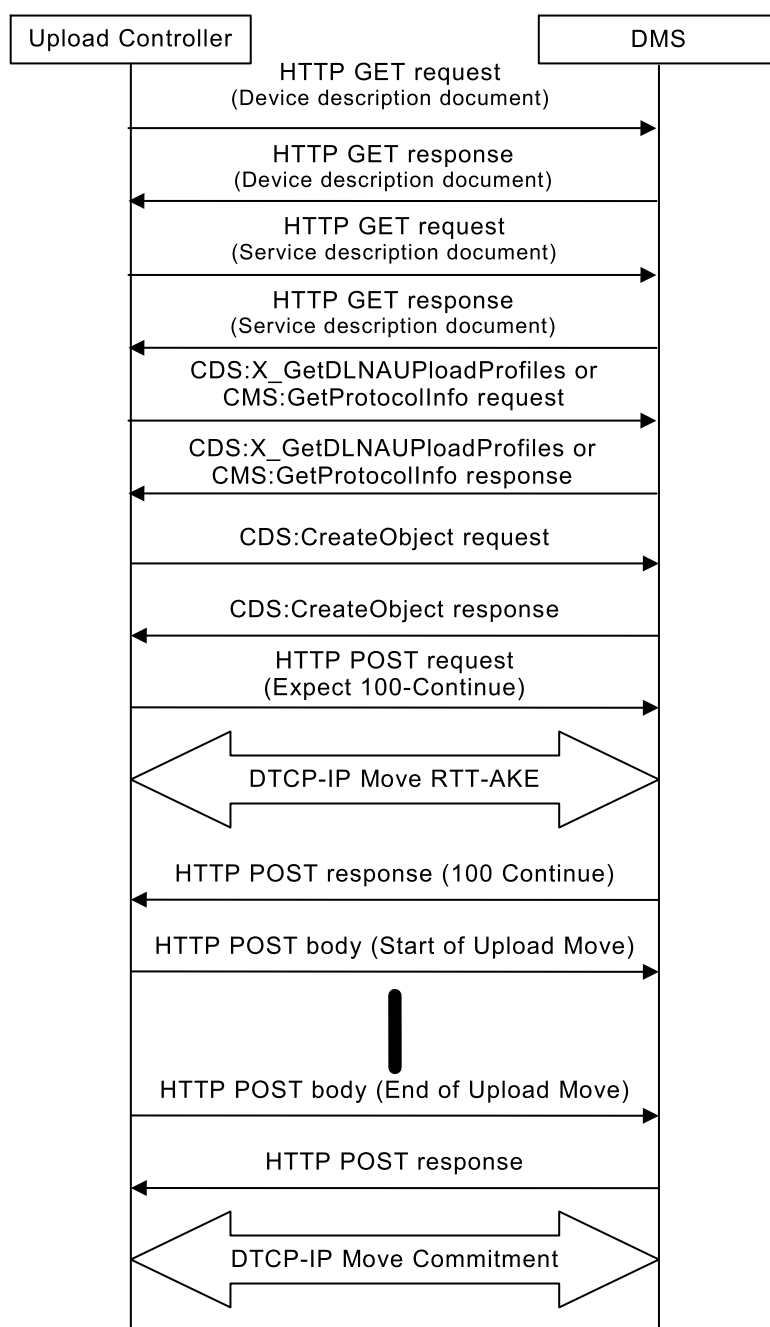 Upload Controller
DMS
HTTP GET request
(Device description document)
HTTP GET response
(Device description document)
HTTP GET request
(Service description document)
HTTP GET response
(Service description document)
CDS:X_GetDLNAUPloadProfiles or
CMS:GetProtocolInfo request
CDS:X_GetDLNAUPloadProfiles or
CMS:GetProtocolInfo response
CDS:CreateObject request
CDS:CreateObject response
HTTP POST request
(Expect 100-Continue)
DTCP-IP Move RTT-AKE
HTTP POST response (100 Continue)
HTTP POST body (Start of Upload Move)
HTTP POST body (End of Upload Move)
HTTP POST response
DTCP-IP Move Commitment